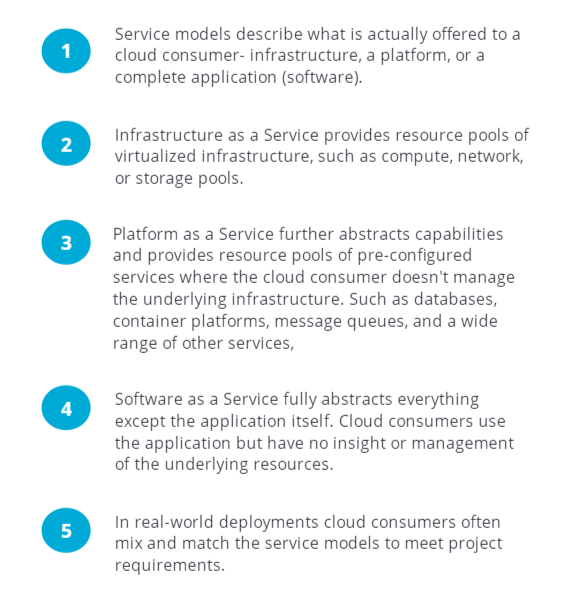 1
Service models describe what is actually offered to a
cloud consumer- infrastructure, a platform, or a
complete application (software).
2
Infrastructure as a Service provides resource pools of
virtualized infrastructure, such as compute, network,
or storage pools.
3
Platform as a Service further abstracts capabilities
and provides resource pools of pre-configured
services where the cloud consumer doesn't manage
the underlying infrastructure. Such as databases,
container platforms, message queues, and a wide
range of other services,
4
Software as a Service fully abstracts everything
except the application itself. Cloud consumers use
the application but have no insight or management
of the underlying resources.
5
In real-world deployments cloud consumers often
mix and match the service models to meet project
requirements.